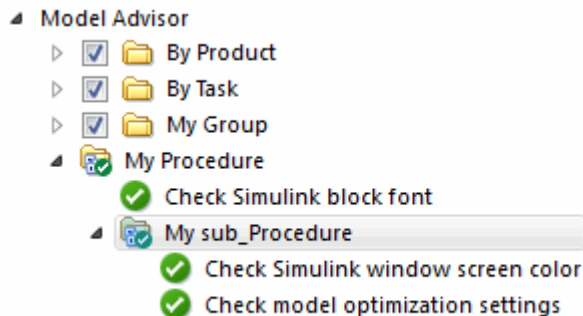 Model Advisor
By Product
By Task
My Group
My Procedure
Check Simulink block font
My sub_Procedure
Check Simulink window screen color
Check model optimization settings